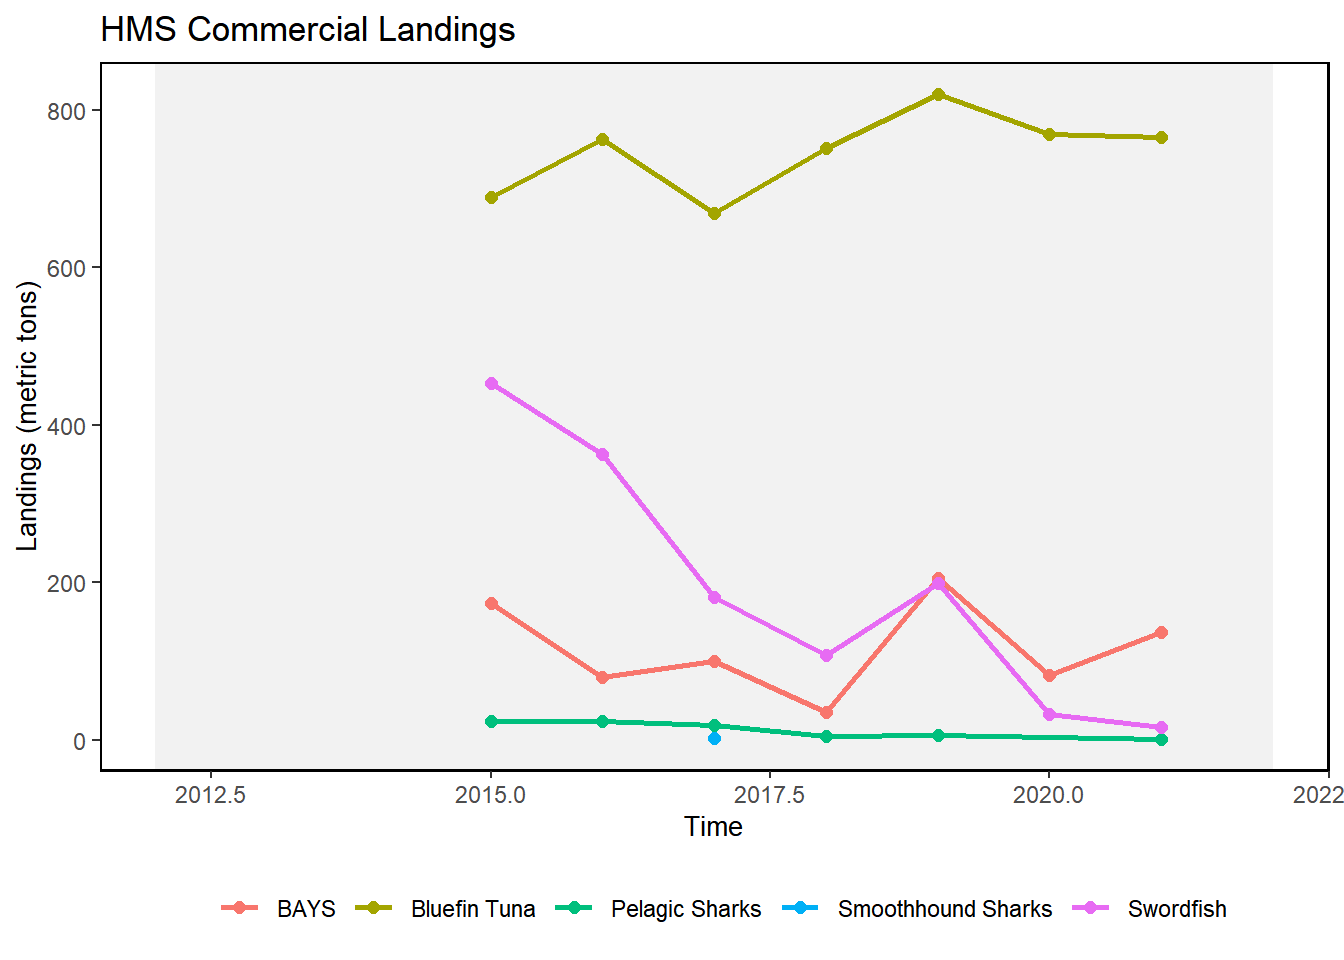 HMS Commercial Landings
Landings (metric tons)
800
600
400
200
0
2012.5 2015.0 2017.5 2020.0 2022
Time
BAYS Bluefin Tuna Pelagic Sharks Smoothhound Sharks Swordfish